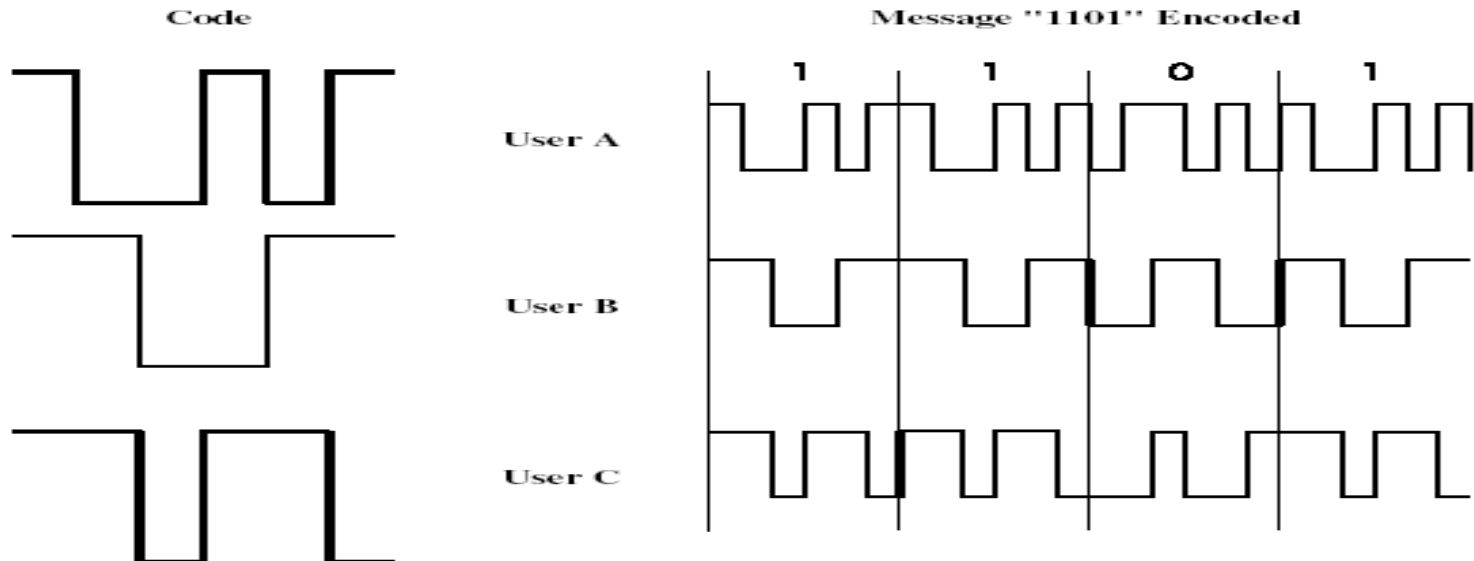 Code
Message "1101" Encoded
1 1 0 1
User A
User B
User C